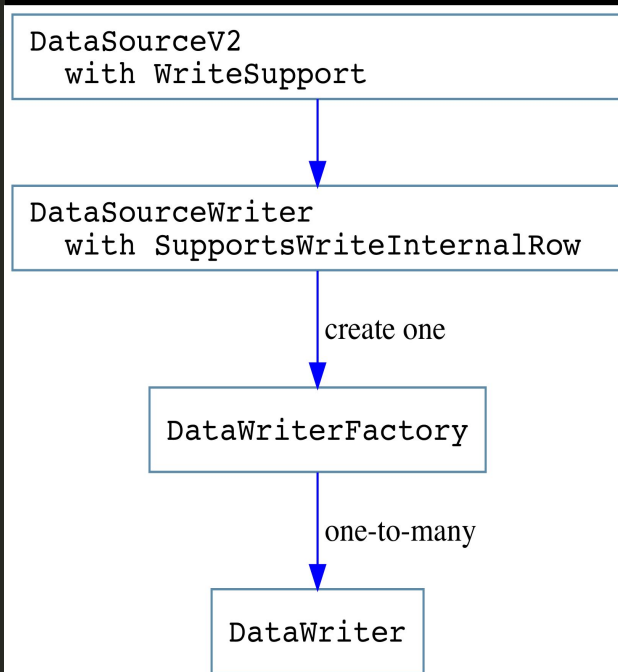 DataSourceV2
with WriteSupport
DataSourceWriter
with SupportsWriteInternalRow
create one
DataWriterFactory
one-to-many
DataWriter